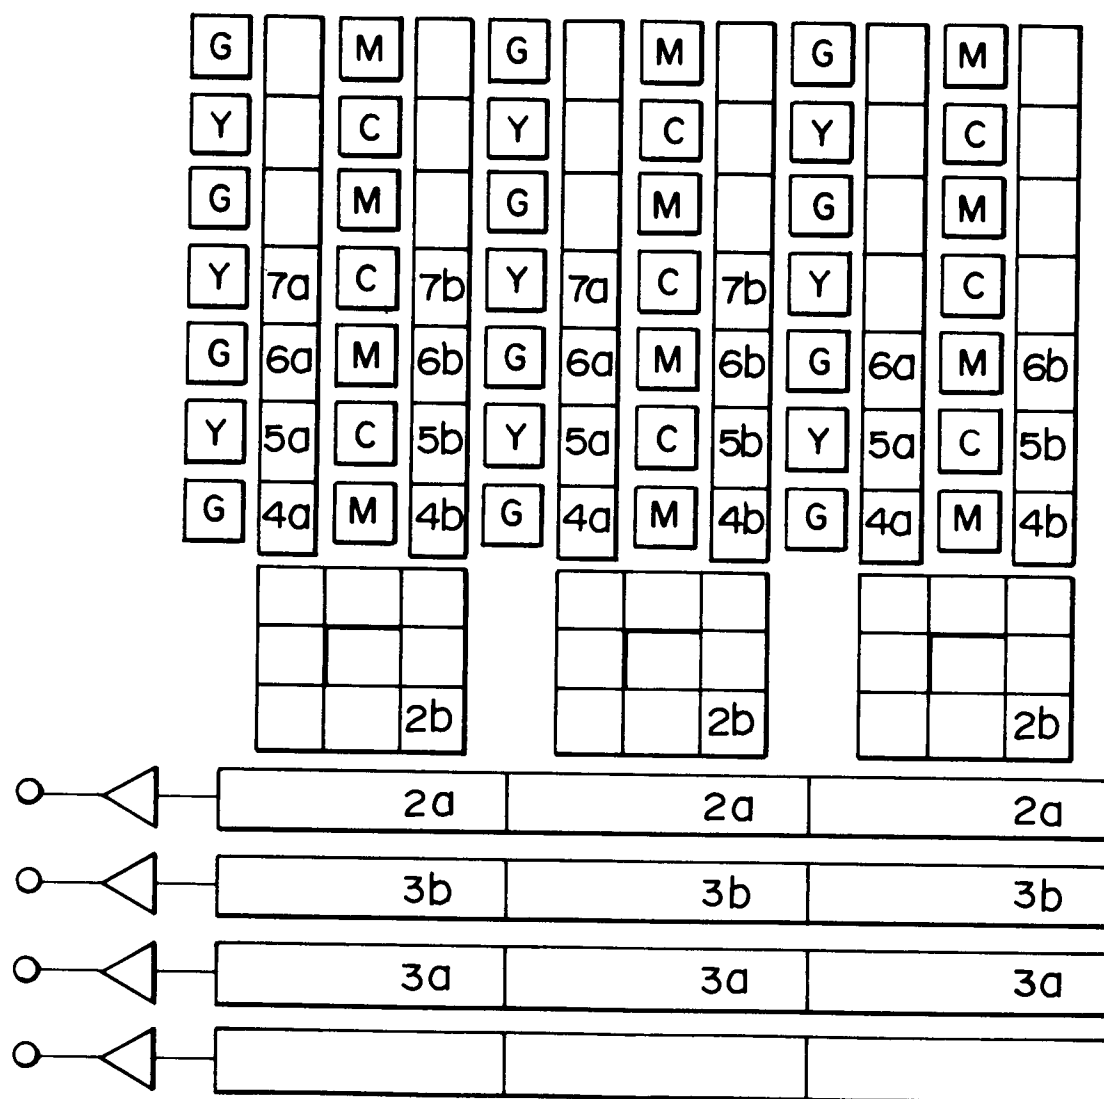 G M G M G M
Y C Y C Y C
G M G M G M
Y 7a C 7b Y 7a C 7b Y C
G 6a M 6b G 6a M 6b G 6a M 6b
Y 5a C 5b Y 5a C 5b Y 5a C 5b
G 4a M 4b G 4a M 4b G 4a M 4b
2b 2b 2b
2a 2a 2a
3b 3b 3b
3a 3a 3a